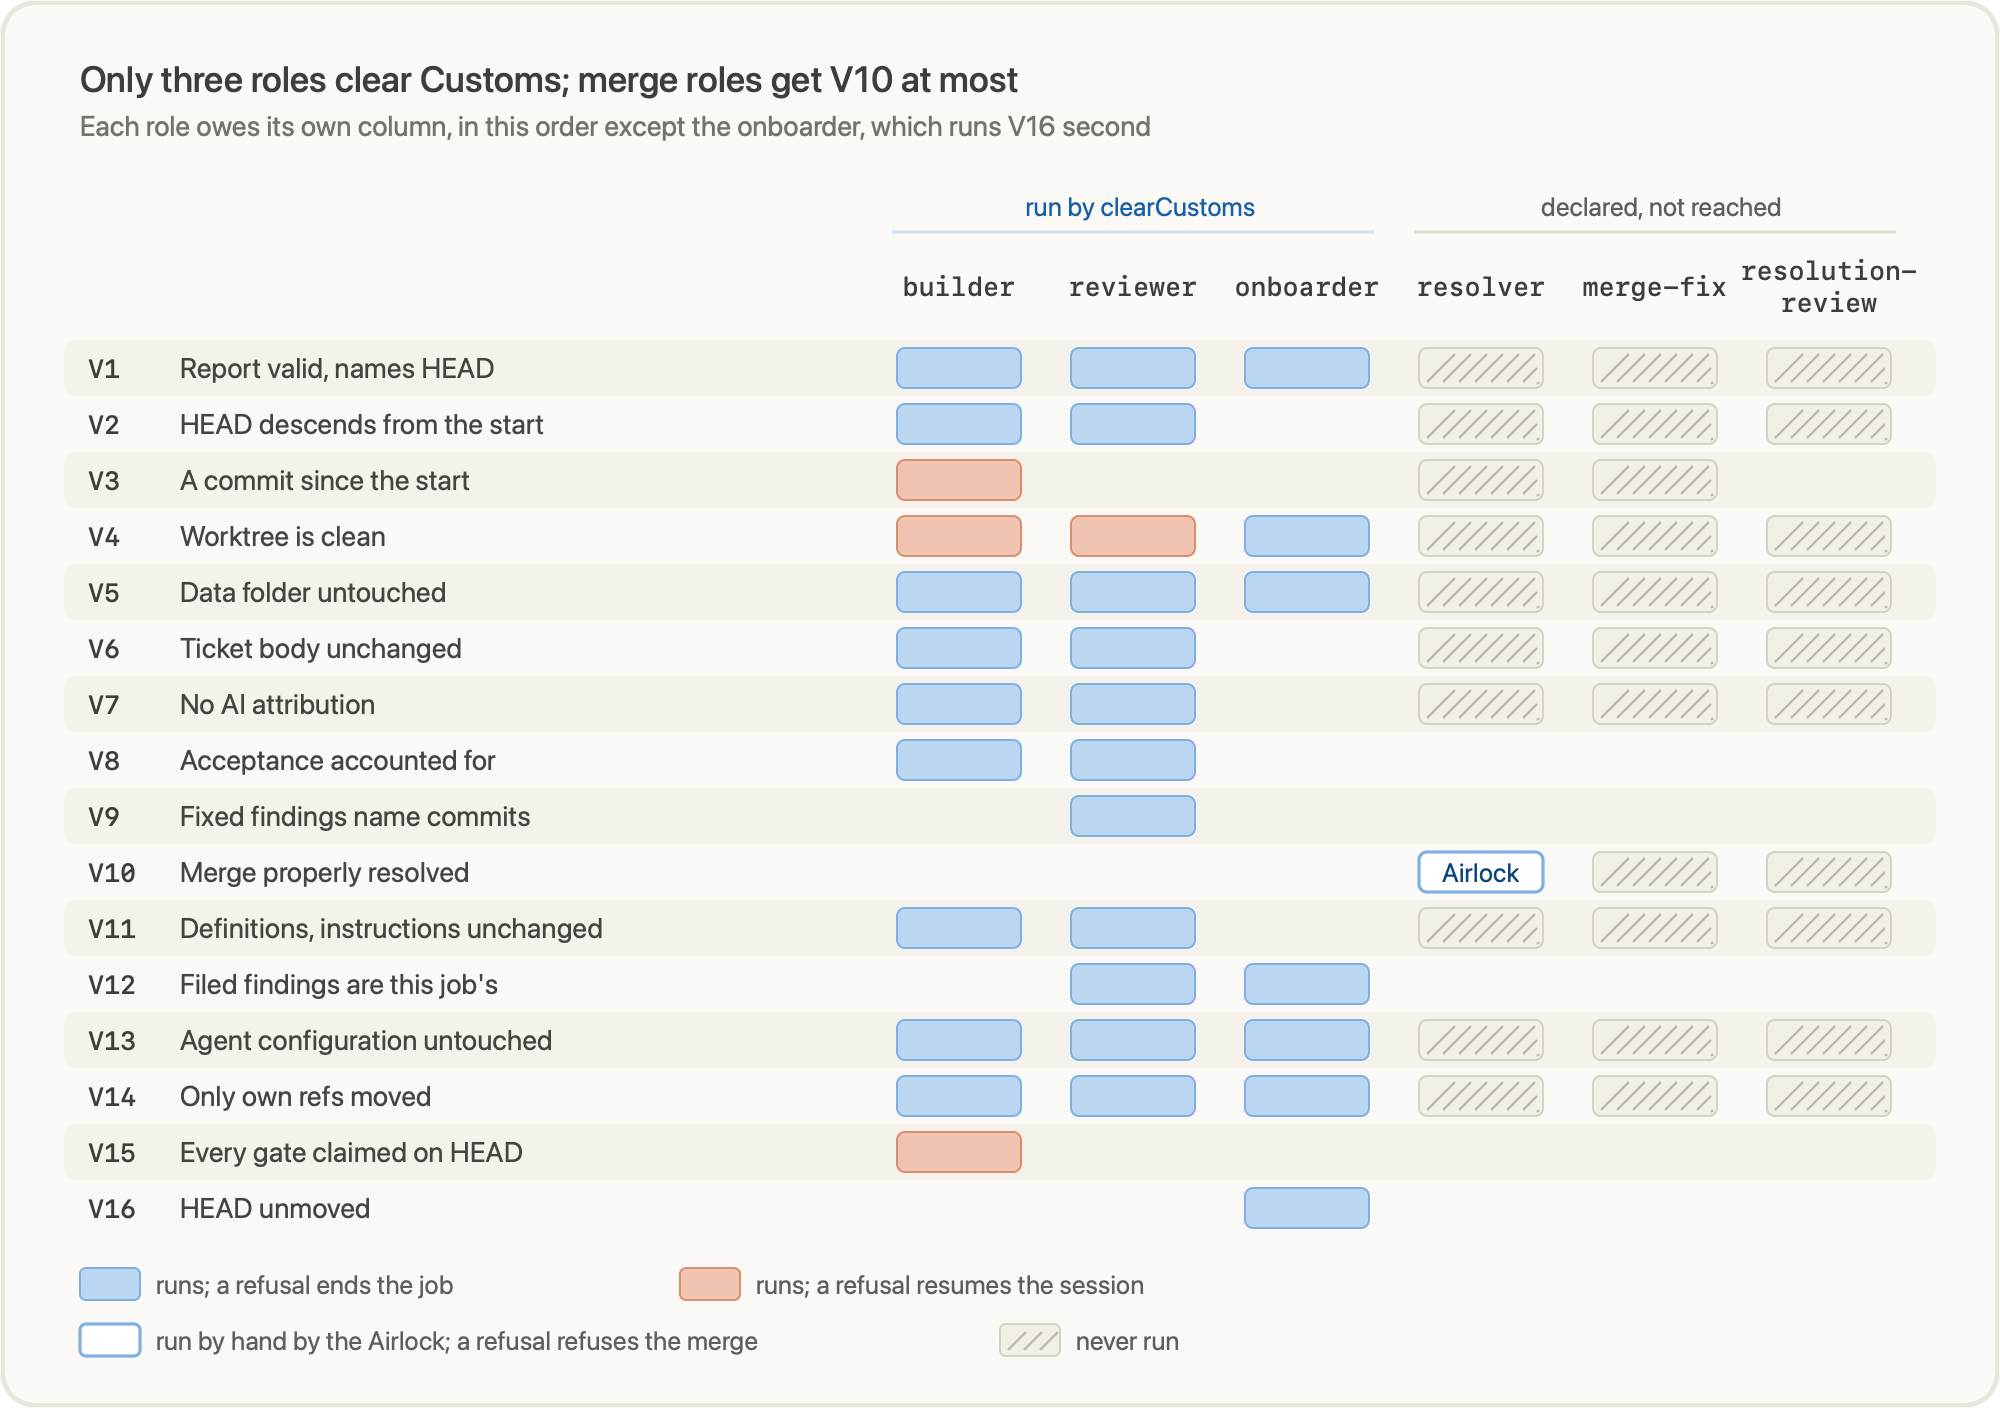 Only three roles clear Customs; merge roles get V10 at most
Each role owes its own column, in this order except the onboarder, which runs V16 second
run by clearCustoms
declared, not reached
builder
reviewer
onboarder
resolver
merge-fix
resolution-
review
V1 Report valid, names HEAD
V2 HEAD descends from the start
V3 A commit since the start
V4 Worktree is clean
V5 Data folder untouched
V6 Ticket body unchanged
V7 No AI attribution
V8 Acceptance accounted for
V9 Fixed findings name commits
V10 Merge properly resolved Airlock
V11 Definitions, instructions unchanged
V12 Filed findings are this job's
V13 Agent configuration untouched
V14 Only own refs moved
V15 Every gate claimed on HEAD
V16 HEAD unmoved
runs; a refusal ends the job
runs; a refusal resumes the session
run by hand by the Airlock; a refusal refuses the merge
never run